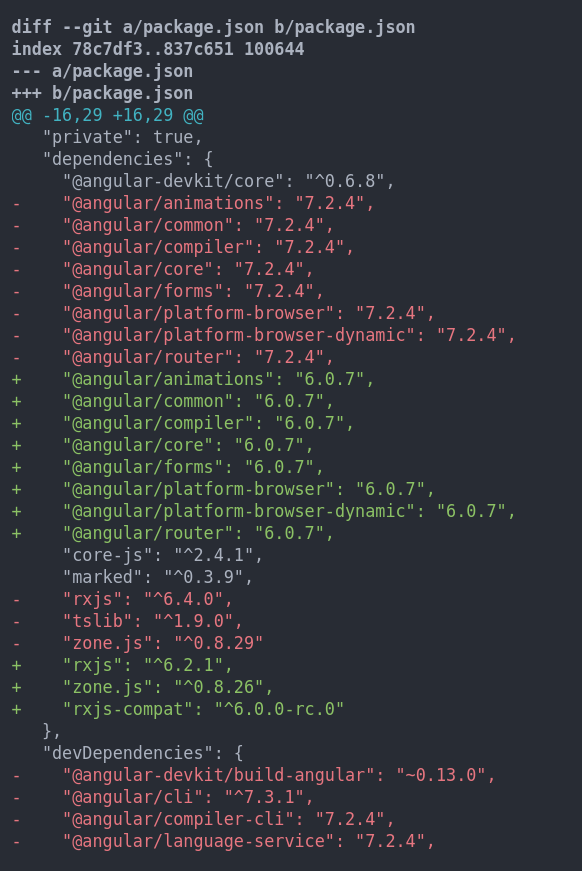 diff --git a/package.json b/package.json
index 78c7df3..837c651 100644
--- a/package.json
+++ b/package.json
@@ -16,29 +16,29 @@
   "private": true,
   "dependencies": {
     "@angular-devkit/core": "^0.6.8",
-    "@angular/animations": "7.2.4",
-    "@angular/common": "7.2.4",
-    "@angular/compiler": "7.2.4",
-    "@angular/core": "7.2.4",
-    "@angular/forms": "7.2.4",
-    "@angular/platform-browser": "7.2.4",
-    "@angular/platform-browser-dynamic": "7.2.4",
-    "@angular/router": "7.2.4",
+    "@angular/animations": "6.0.7",
+    "@angular/common": "6.0.7",
+    "@angular/compiler": "6.0.7",
+    "@angular/core": "6.0.7",
+    "@angular/forms": "6.0.7",
+    "@angular/platform-browser": "6.0.7",
+    "@angular/platform-browser-dynamic": "6.0.7",
+    "@angular/router": "6.0.7",
     "core-js": "^2.4.1",
     "marked": "^0.3.9",
-    "rxjs": "^6.4.0",
-    "tslib": "^1.9.0",
-    "zone.js": "^0.8.29"
+    "rxjs": "^6.2.1",
+    "zone.js": "^0.8.26",
+    "rxjs-compat": "^6.0.0-rc.0"
   },
   "devDependencies": {
-    "@angular-devkit/build-angular": "~0.13.0",
-    "@angular/cli": "^7.3.1",
-    "@angular/compiler-cli": "7.2.4",
-    "@angular/language-service": "7.2.4",